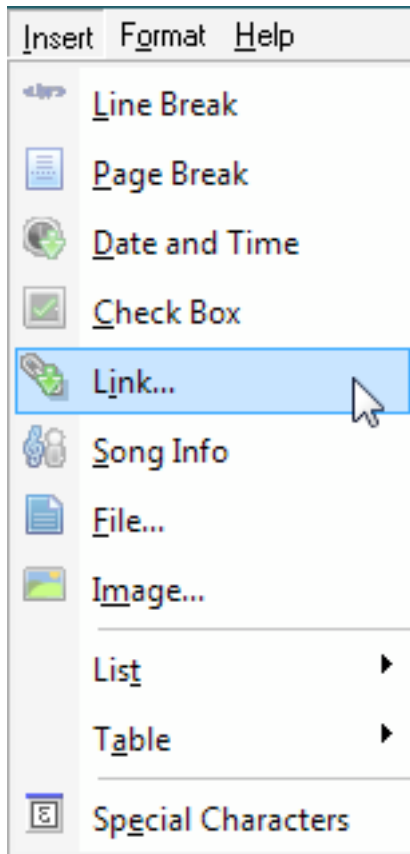 Insert Format Help
<br>
Line Break
Page Break
Date and Time
Check Box
Link...
Song Info
File...
Image...
List
Table
ε
Special Characters